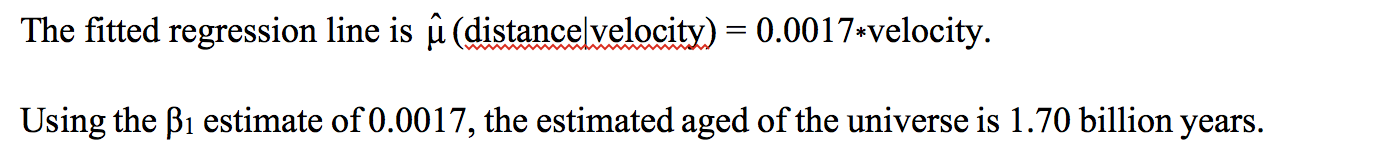 The fitted regression line is μ̂ (distance|velocity) = 0.0017*velocity.
Using the β₁ estimate of 0.0017, the estimated aged of the universe is 1.70 billion years.